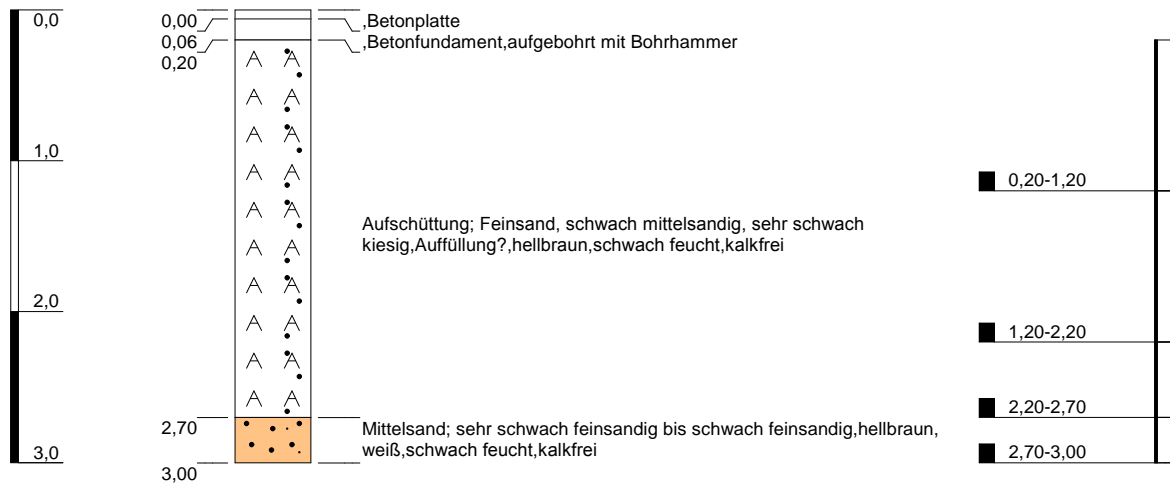 0,0
0,00
,Betonplatte
0,06
,Betonfundament,aufgebohrt mit Bohrhammer
0,20
1,0
0,20-1,20
Aufschüttung; Feinsand, schwach mittelsandig, sehr schwach
kiesig,Auffüllung?,hellbraun,schwach feucht,kalkfrei
2,0
1,20-2,20
2,20-2,70
2,70
Mittelsand; sehr schwach feinsandig bis schwach feinsandig,hellbraun,
weiß,schwach feucht,kalkfrei
2,70-3,00
3,0
3,00